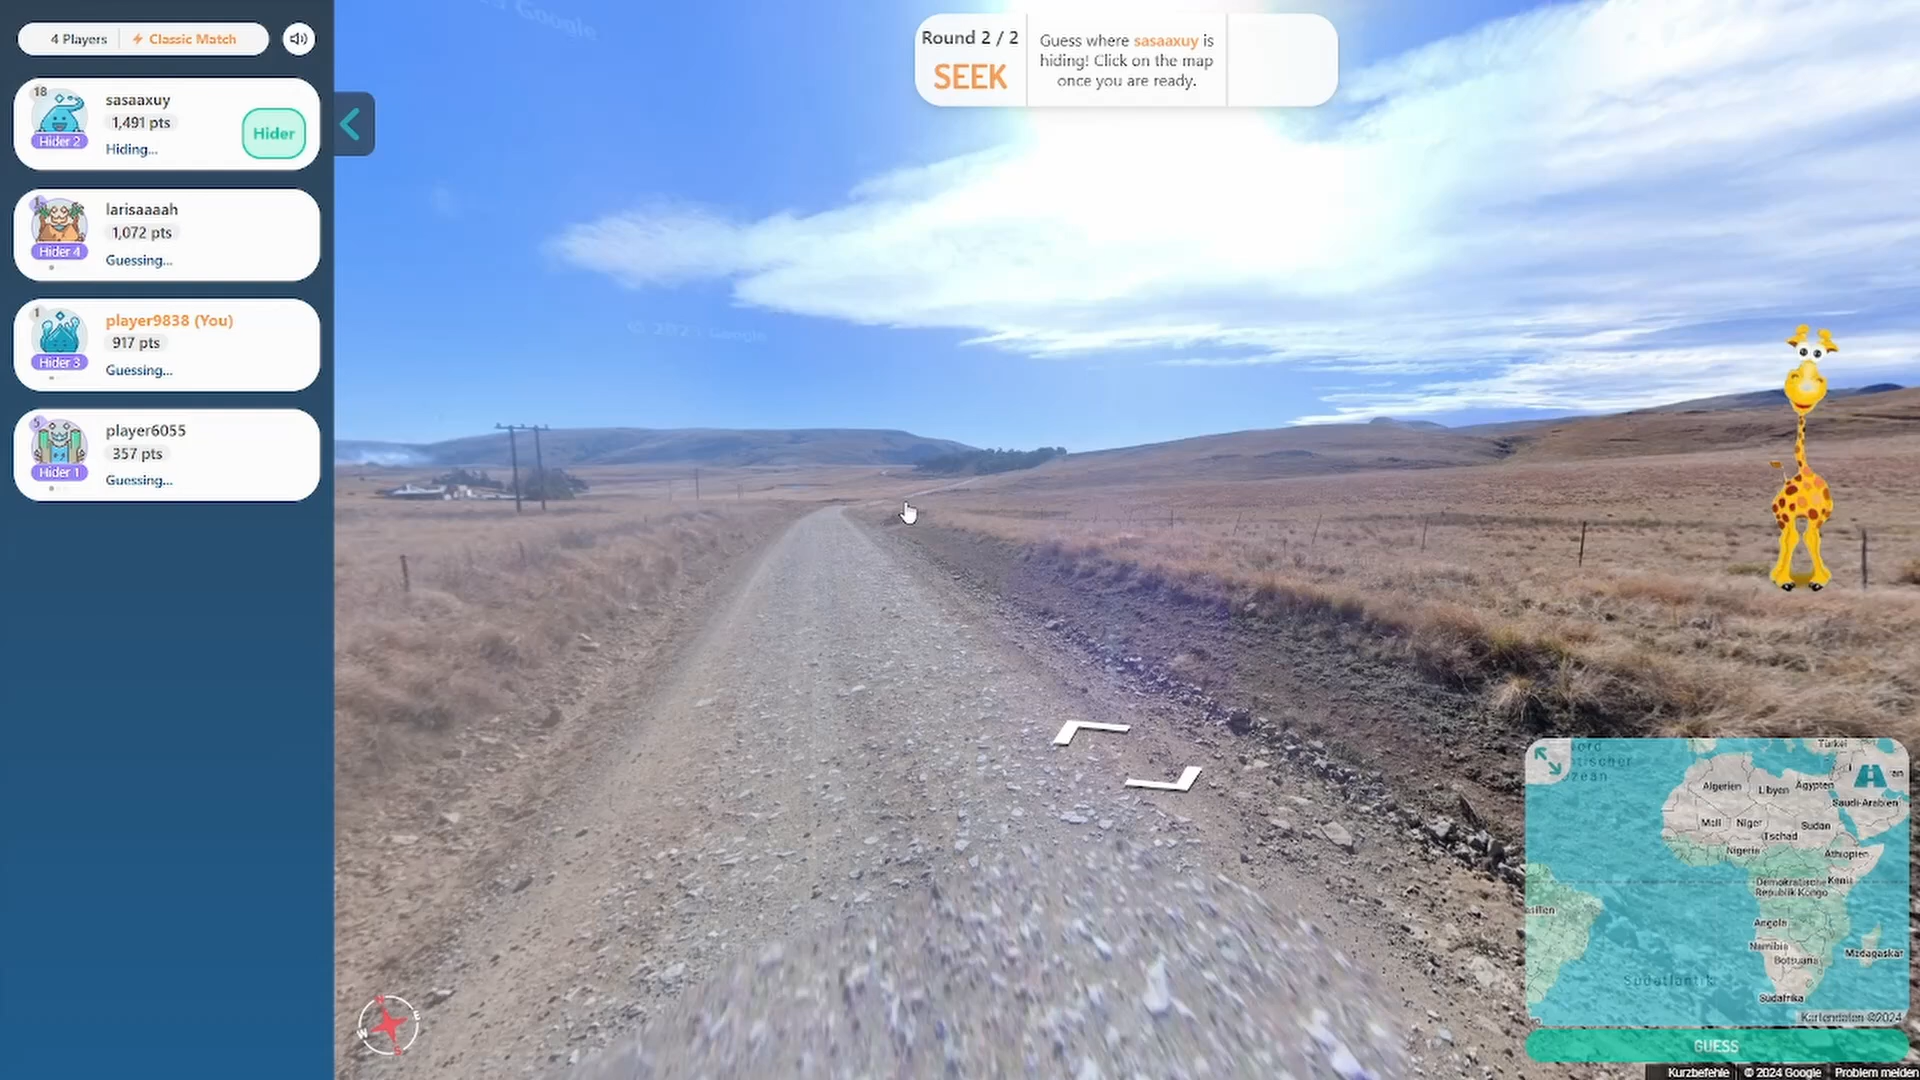 4 Players
Classic Match
18
sasaaxuy
1,491 pts
Hider 2
Hiding...
Hider
larisaaaah
1,072 pts
Hider 4
Guessing...
1
player9838 (You)
917 pts
Hider 3
Guessing...
5
player6055
357 pts
Hider 1
Guessing...
Google
Round 2 / 2
SEEK
Guess where sasaaxuy is
hiding! Click on the map
once you are ready.
Google
N
E
W
S
Türkei
Algerien
Libyen
Ägypten
Saudi-Arabien
Mali
Niger
Sudan
Tschad
Nigeria
Äthiopien
Demokratische
Republik Kongo
Kenia
Angola
Namibia
Botsuana
Madagaskar
Südatlantik
Südafrika
Kartendaten ©2024
GUESS
Kurzbefehle
© 2024 Google
Problem melden